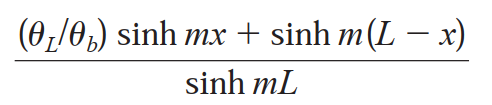 (θ_L/θ_b) sinh mx + sinh m(L − x)
sinh mL